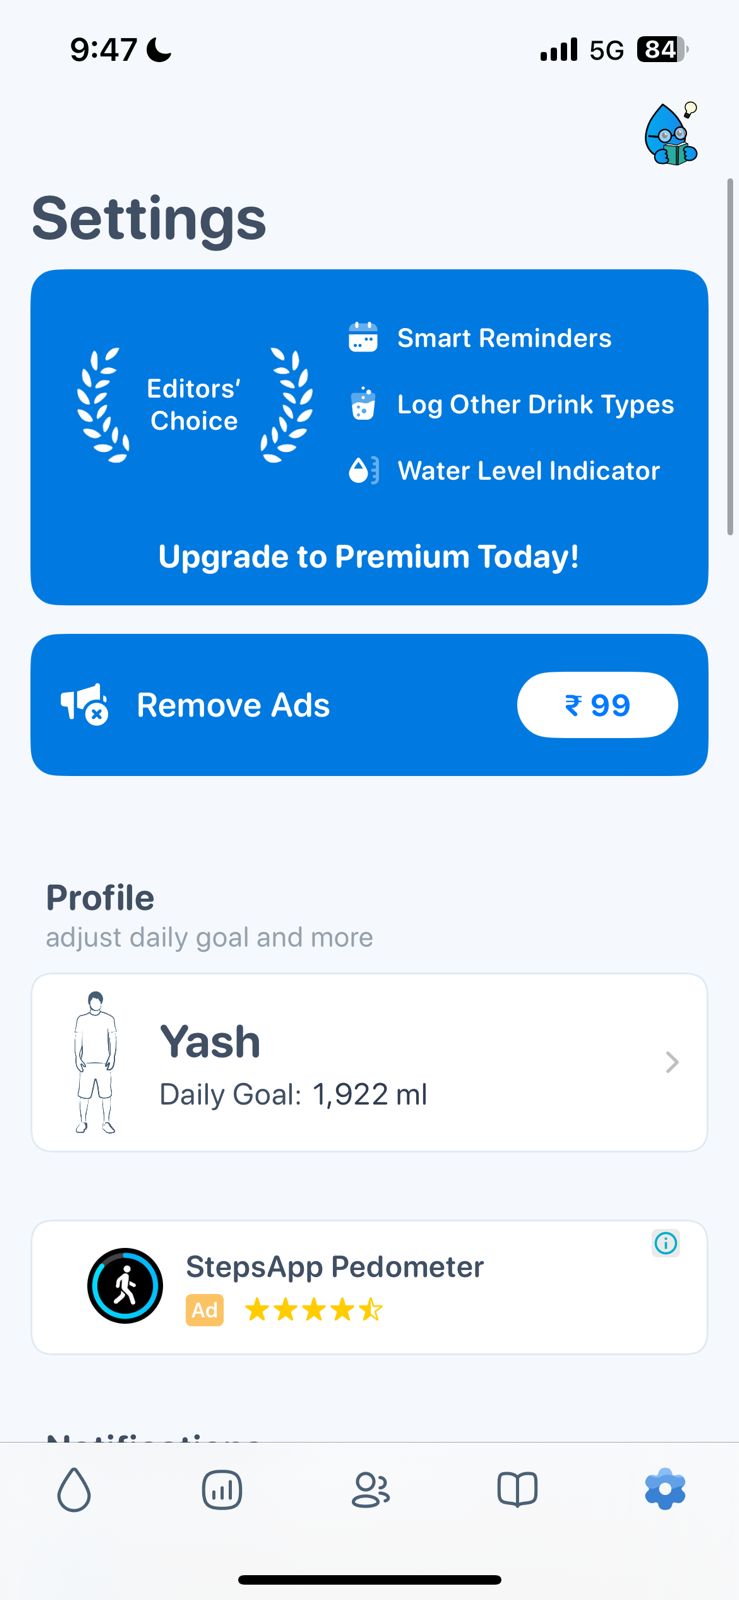 9:47
5G 84
Settings
Editors'
Choice
Smart Reminders
Log Other Drink Types
Water Level Indicator
Upgrade to Premium Today!
Remove Ads
₹ 99
Profile
adjust daily goal and more
Yash
Daily Goal: 1,922 ml
StepsApp Pedometer
Ad
Notifications